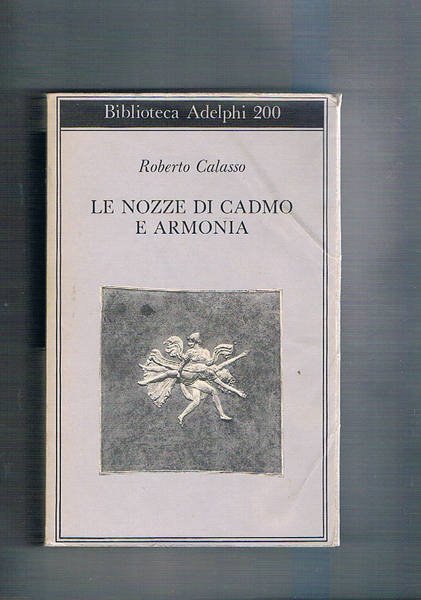 Biblioteca Adelphi 200
Roberto Calasso
LE NOZZE DI CADMO
E ARMONIA